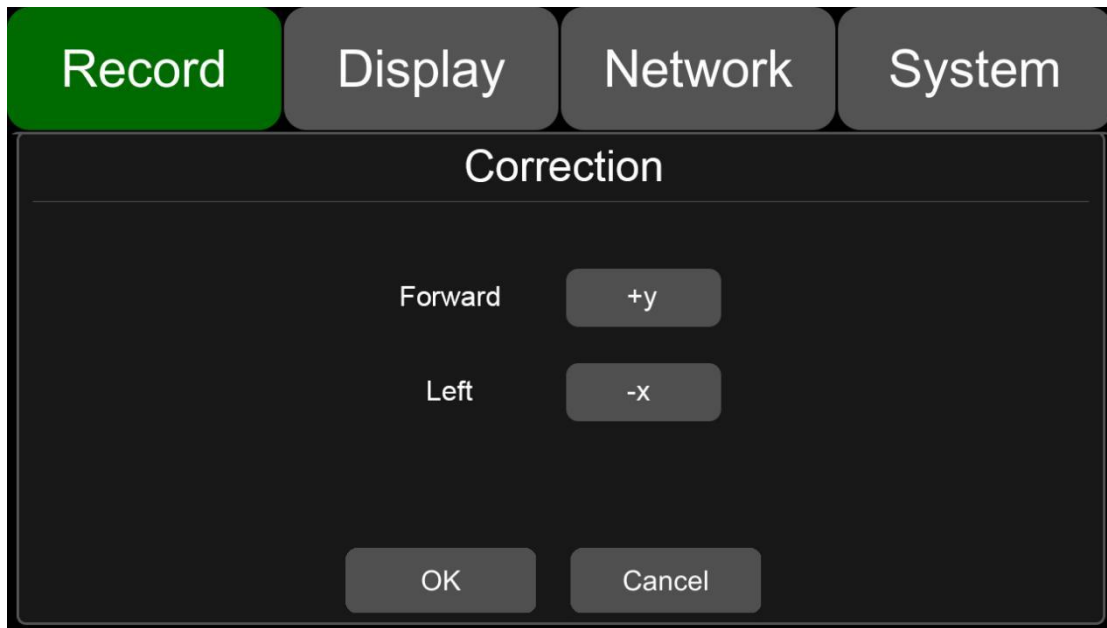 Record Display Network System
Correction
Forward +y
Left -x
OK Cancel